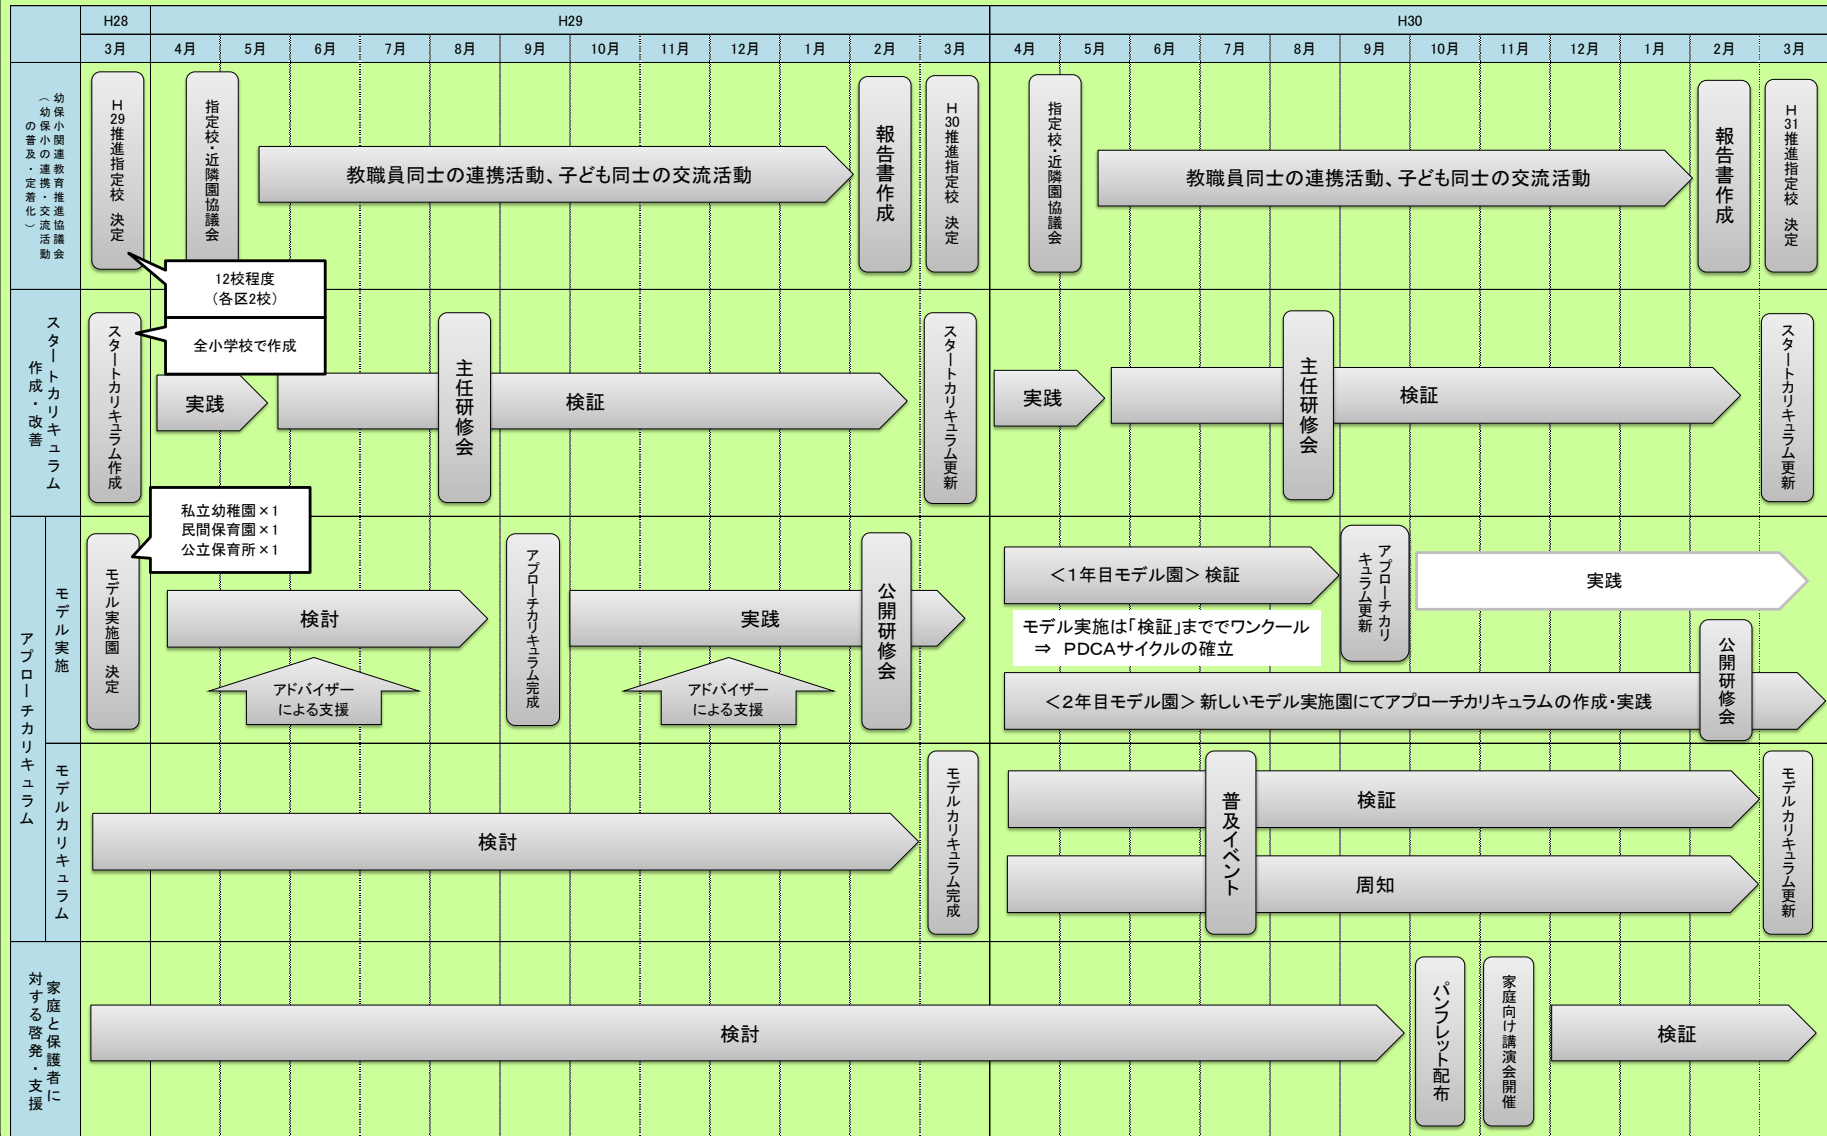 H28
H29
H30
3月
4月
5月
6月
7月
8月
9月
10月
11月
12月
1月
2月
3月
4月
5月
6月
7月
8月
9月
10月
11月
12月
1月
2月
3月
幼保小関連教育推進協議会
（幼保小の連携・交流活動
の普及・定着化）
H29推進指定校 決定
指定校・近隣園協議会
教職員同士の連携活動、子ども同士の交流活動
報告書作成
H30推進指定校 決定
指定校・近隣園協議会
教職員同士の連携活動、子ども同士の交流活動
報告書作成
H31推進指定校 決定
12校程度
（各区2校）
スタートカリキュラム
作成・改善
スタートカリキュラム作成
全小学校で作成
実践
検証
主任研修会
スタートカリキュラム更新
実践
検証
主任研修会
スタートカリキュラム更新
アプローチカリキュラム
モデル実施
モデル実施園 決定
私立幼稚園×1
民間保育園×1
公立保育所×1
検討
アドバイザー
による支援
アプローチカリキュラム完成
実践
アドバイザー
による支援
公開研修会
＜1年目モデル園＞ 検証
アプローチカリ
キュラム更新
実践
モデル実施は「検証」まででワンクール
⇒ PDCAサイクルの確立
＜2年目モデル園＞ 新しいモデル実施園にてアプローチカリキュラムの作成・実践
公開研修会
モデルカリキュラム
検討
モデルカリキュラム完成
検証
周知
普及イベント
モデルカリキュラム更新
家庭と保護者に
対する啓発・支援
検討
パンフレット配布
家庭向け講演会開催
検証